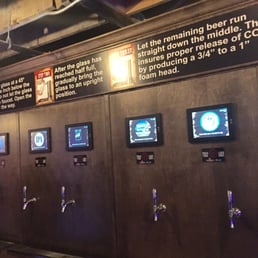 at a 45°
inch below the
not let the glass
faucet. Open the
the way.
After the glass has
reached half full,
gradually bring the
glass to an upright
position.
Let the remaining beer run
straight down the middle. Th
insures proper release of CO
by producing a 3/4" to a 1"
foam head.